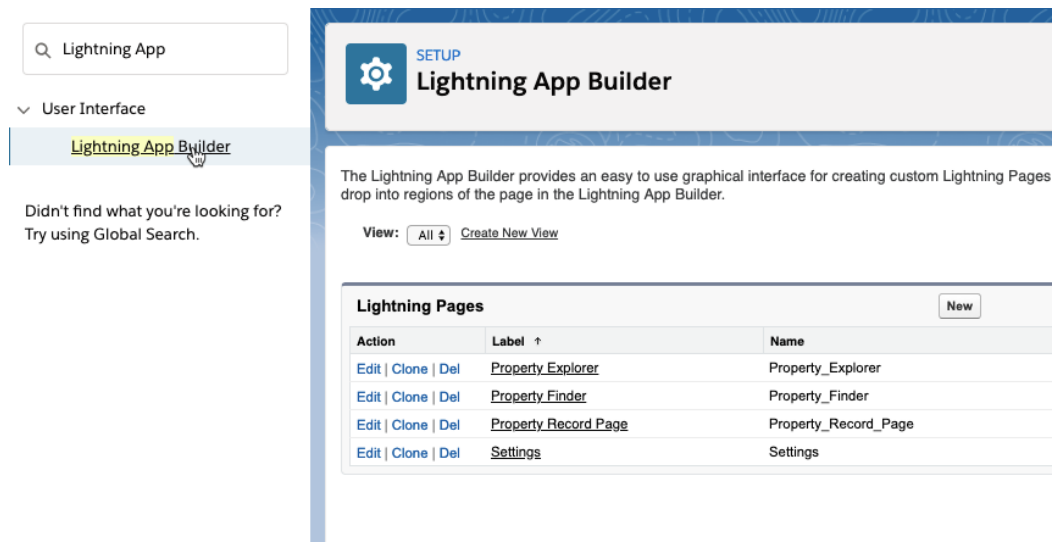 Lightning App
User Interface
Lightning App Builder
Didn't find what you're looking for?
Try using Global Search.
SETUP
Lightning App Builder
The Lightning App Builder provides an easy to use graphical interface for creating custom Lightning Pages
drop into regions of the page in the Lightning App Builder.
View: All Create New View
Lightning Pages New
Action Label ↑ Name
Edit | Clone | Del Property Explorer Property_Explorer
Edit | Clone | Del Property Finder Property_Finder
Edit | Clone | Del Property Record Page Property_Record_Page
Edit | Clone | Del Settings Settings